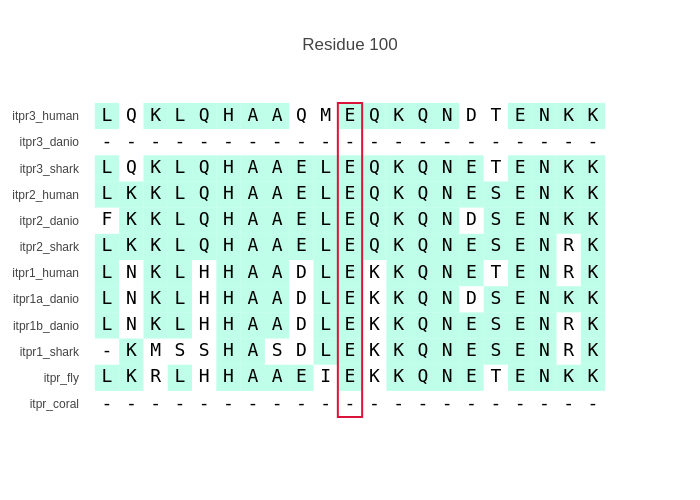 Residue 100
itpr3_human L Q K L Q H A A Q M E Q K Q N D T E N K K
itpr3_danio - - - - - - - - - - - - - - - - - - - - -
itpr3_shark L Q K L Q H A A E L E Q K Q N E T E N K K
itpr2_human L K K L Q H A A E L E Q K Q N E S E N K K
itpr2_danio F K K L Q H A A E L E Q K Q N D S E N K K
itpr2_shark L K K L Q H A A E L E Q K Q N E S E N R K
itpr1_human L N K L H H A A D L E K K Q N E T E N R K
itpr1a_danio L N K L H H A A D L E K K Q N D S E N K K
itpr1b_danio L N K L H H A A D L E K K Q N E S E N R K
itpr1_shark - K M S S H A S D L E K K Q N E S E N R K
itpr_fly L K R L H H A A E I E K K Q N E T E N K K
itpr_coral - - - - - - - - - - - - - - - - - - - - -